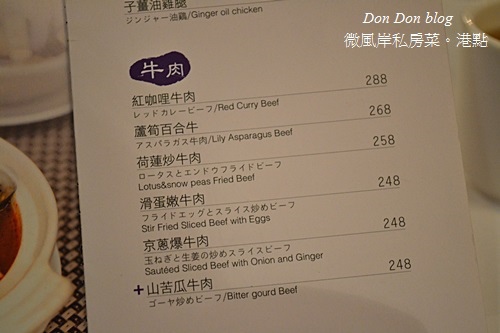 子薑油雞腿
ジンジャー油鶏/Ginger oil chicken
Don Don blog
微風岸私房菜。港點
牛肉
紅咖哩牛肉 288
レッドカレービーフ/Red Curry Beef
蘆筍百合牛 268
アスパラガス牛肉/Lily Asparagus Beef
荷蓮炒牛肉 258
ロータスとエンドウフライドビーフ
Lotus&snow peas Fried Beef
滑蛋嫩牛肉 248
フライドエッグとスライス炒めビーフ
Stir Fried Sliced Beef with Eggs
京蔥爆牛肉 248
玉ねぎと生姜の炒めスライスビーフ
Sautéed Sliced Beef with Onion and Ginger
+山苦瓜牛肉 248
ゴーヤ炒めビーフ/Bitter gourd Beef